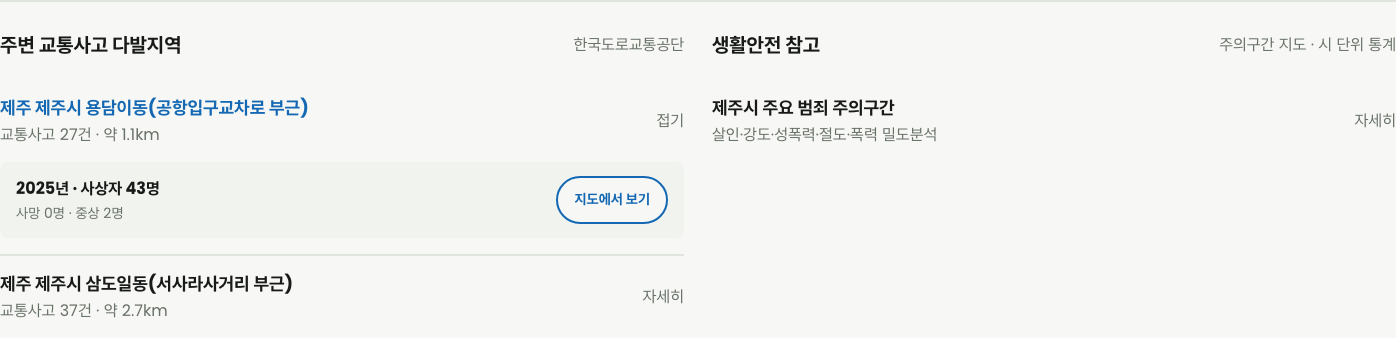 주변 교통사고 다발지역
한국도로교통공단
제주 제주시 용담이동(공항입구교차로 부근)
교통사고 27건 · 약 1.1km
접기
2025년 · 사상자 43명
사망 0명 · 중상 2명
지도에서 보기
제주 제주시 삼도일동(서사라사거리 부근)
교통사고 37건 · 약 2.7km
자세히
생활안전 참고
주의구간 지도 · 시 단위 통계
제주시 주요 범죄 주의구간
살인·강도·성폭력·절도·폭력 밀도분석
자세히